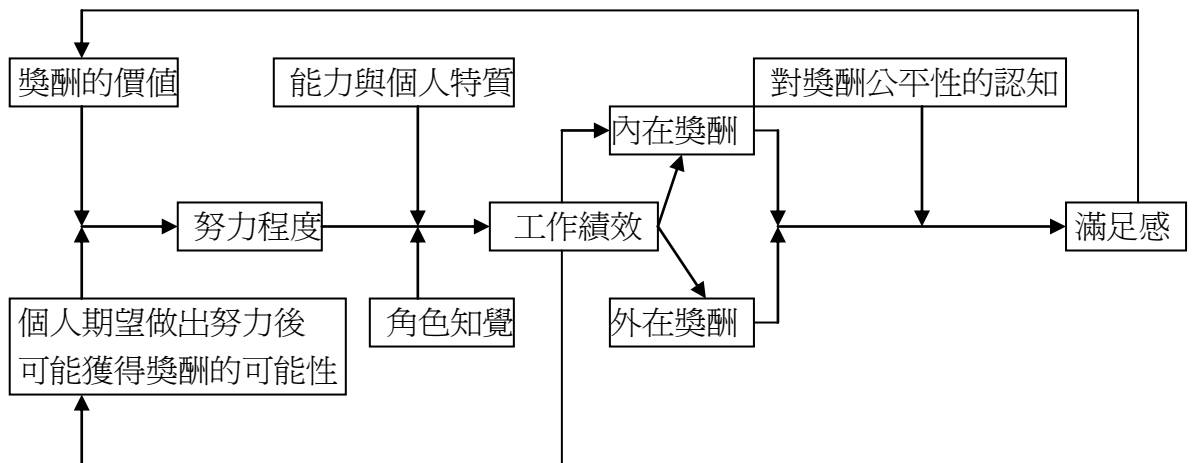 獎酬的價值
能力與個人特質
對獎酬公平性的認知
內在獎酬
努力程度
工作績效
滿足感
個人期望做出努力後
可能獲得獎酬的可能性
角色知覺
外在獎酬